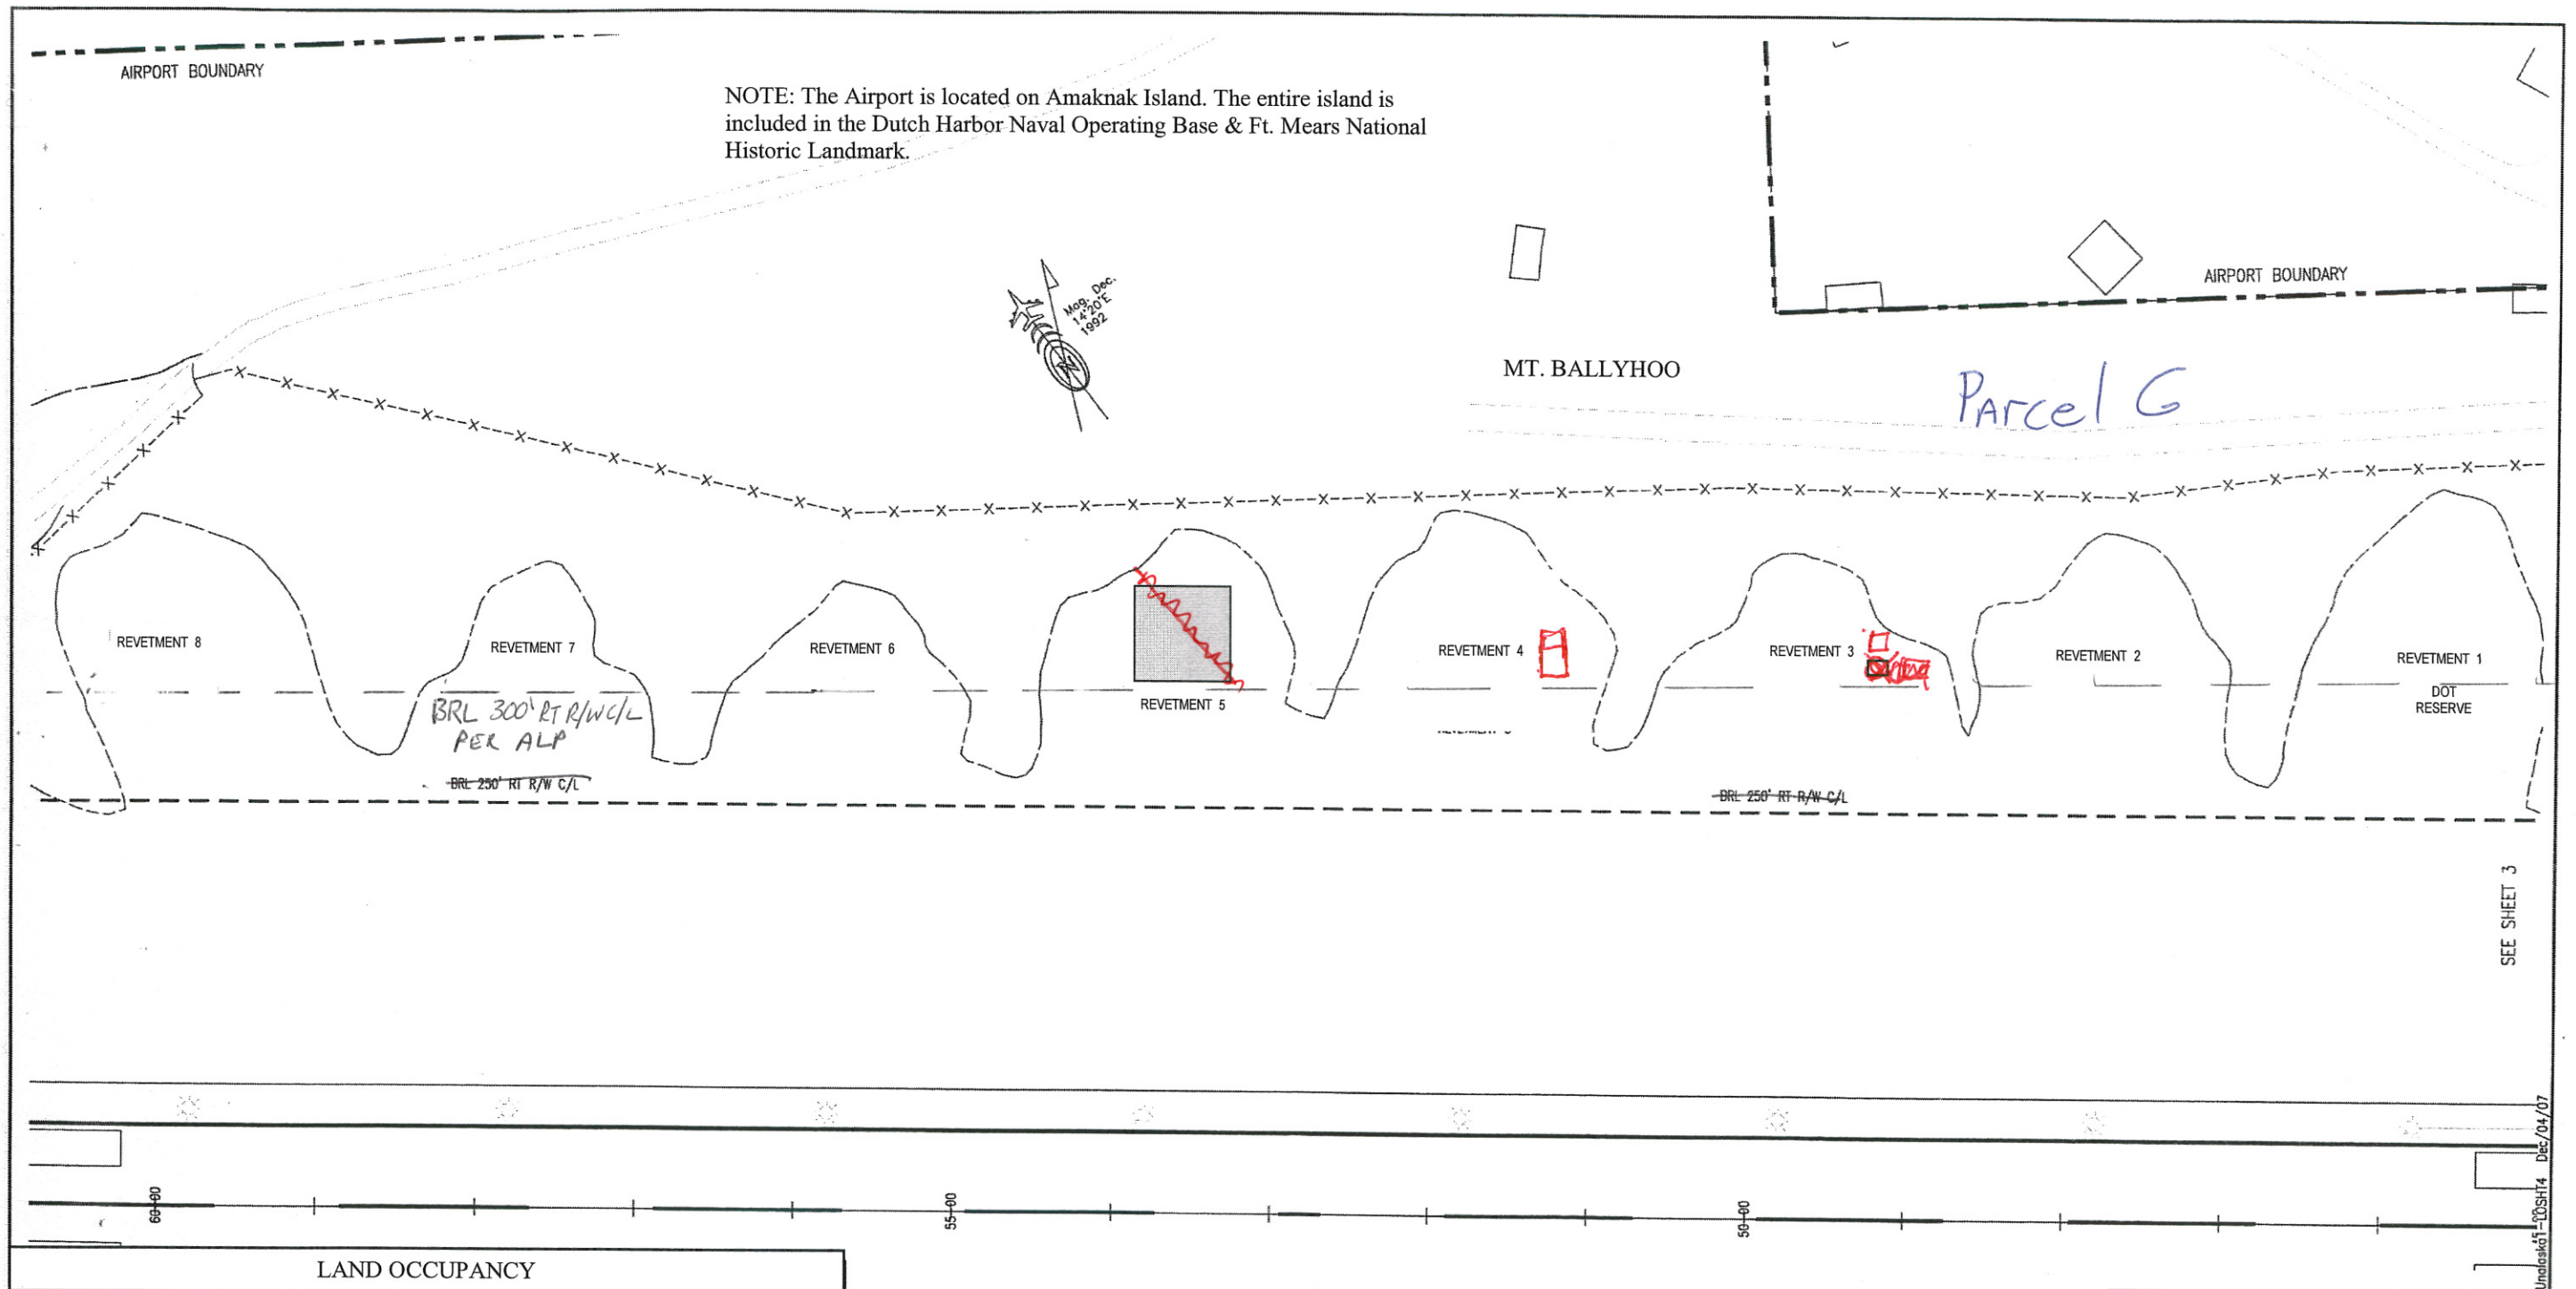 AIRPORT BOUNDARY
NOTE: The Airport is located on Amaknak Island. The entire island is
included in the Dutch Harbor Naval Operating Base & Ft. Mears National
Historic Landmark.
Mag. Dec.
14°20'E
1992
N
AIRPORT BOUNDARY
MT. BALLYHOO
PArcel G
REVETMENT 8
REVETMENT 7
REVETMENT 6
REVETMENT 5
REVETMENT 4
REVETMENT 3
REVETMENT 2
REVETMENT 1
DOT
RESERVE
BRL 300' RT R/W C/L
PER ALP
BRL 250' RT R/W C/L
BRL 250' RT R/W C/L
SEE SHEET 3
60+00
55+00
50+00
Unalaska1-LOSHT4 Dec/04/07
LAND OCCUPANCY